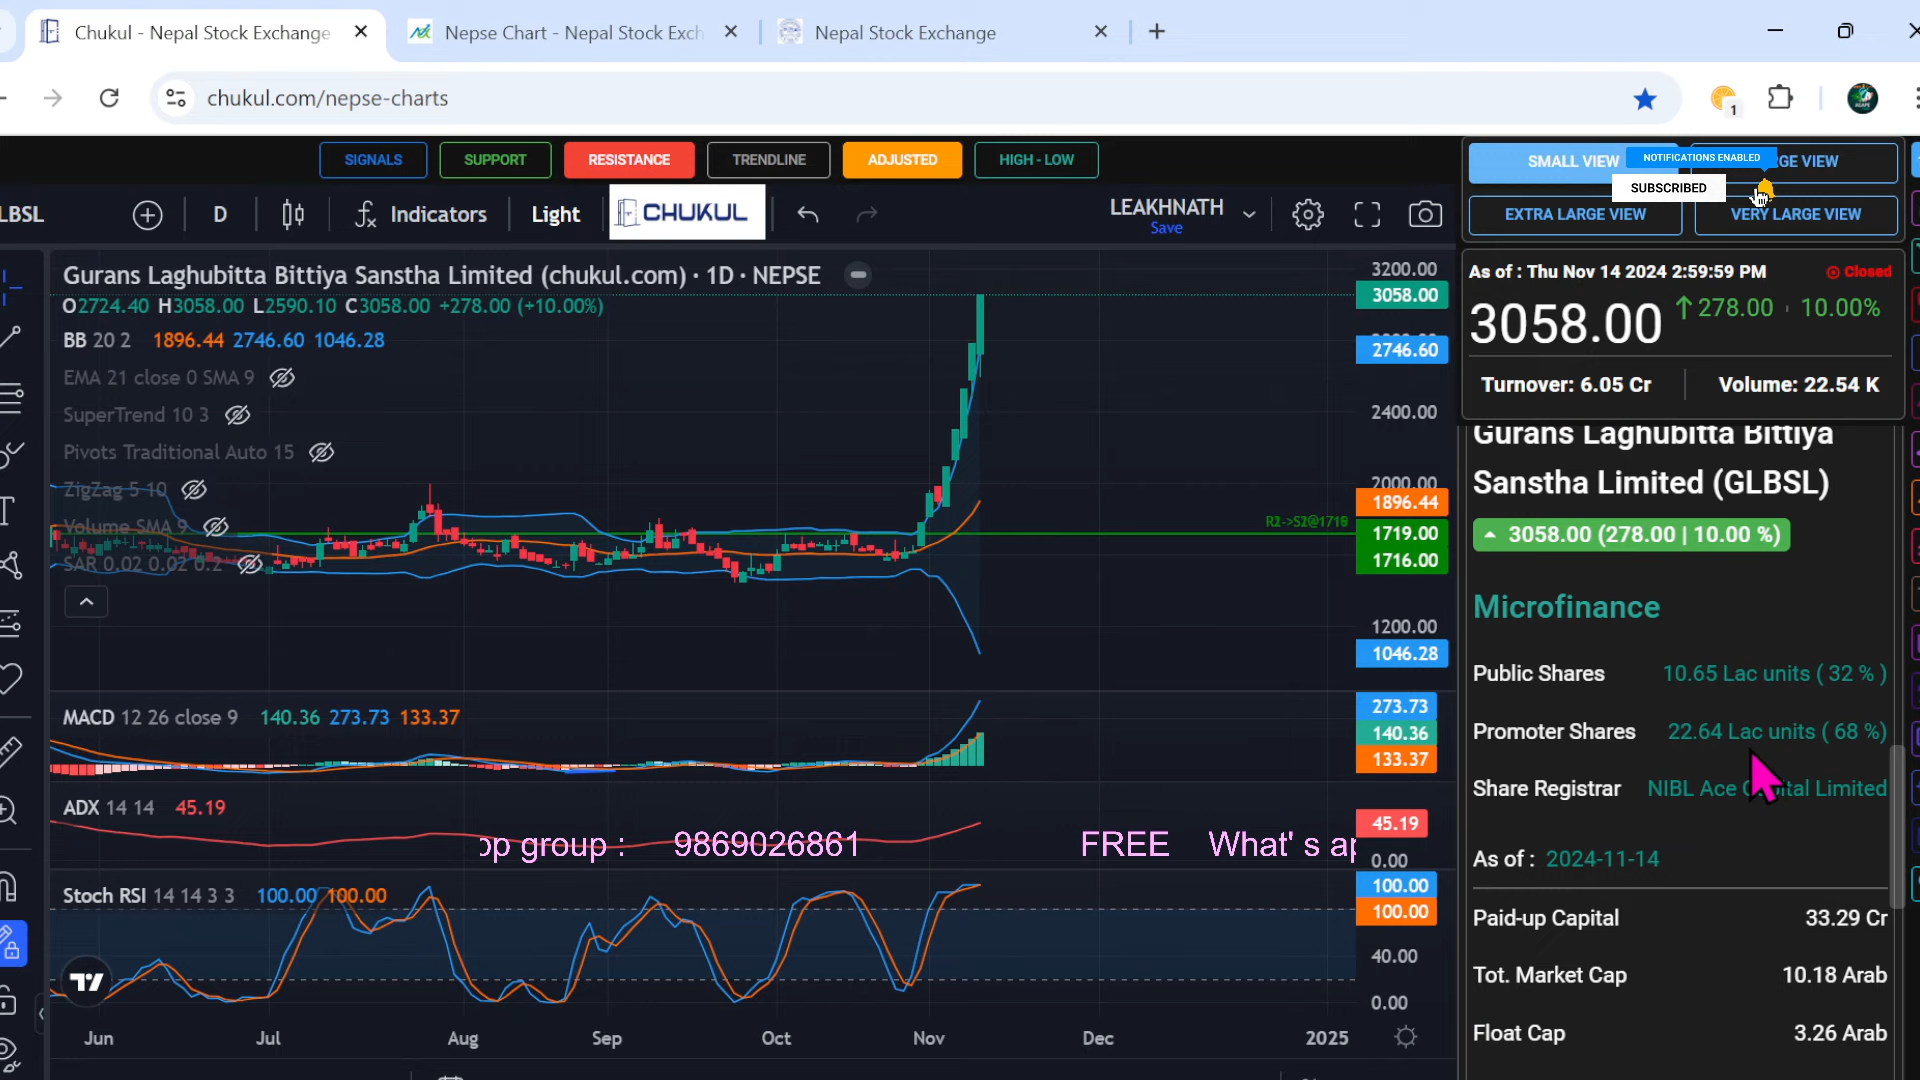 Chukul - Nepal Stock Exchange
Nepse Chart - Nepal Stock Exch
Nepal Stock Exchange
chukul.com/nepse-charts
1
SIGNALS
SUPPORT
RESISTANCE
TRENDLINE
ADJUSTED
HIGH - LOW
SMALL VIEW
NOTIFICATIONS ENABLED
GE VIEW
SUBSCRIBED
EXTRA LARGE VIEW
VERY LARGE VIEW
LBSL
D
Indicators
Light
CHUKUL
LEAKHNATH
Save
Gurans Laghubitta Bittiya Sanstha Limited (chukul.com) · 1D · NEPSE
O2724.40 H3058.00 L2590.10 C3058.00 +278.00 (+10.00%)
BB 20 2 1896.44 2746.60 1046.28
EMA 21 close 0 SMA 9
SuperTrend 10 3
Pivots Traditional Auto 15
ZigZag 5 10
Volume SMA 9
SAR 0.02 0.02 0.2
R2->S2@1716
3200.00
3058.00
2746.60
2400.00
2000.00
1896.44
1719.00
1716.00
1200.00
1046.28
MACD 12 26 close 9 140.36 273.73 133.37
273.73
140.36
133.37
ADX 14 14 45.19
45.19
0.00
op group : 9869026861 FREE What' s ap
Stoch RSI 14 14 3 3 100.00 100.00
100.00
100.00
40.00
0.00
Jun
Jul
Aug
Sep
Oct
Nov
Dec
2025
As of : Thu Nov 14 2024 2:59:59 PM
Closed
3058.00
278.00
10.00%
Turnover: 6.05 Cr
Volume: 22.54 K
Gurans Laghubitta Bittiya
Sanstha Limited (GLBSL)
3058.00 (278.00 | 10.00 %)
Microfinance
Public Shares 10.65 Lac units ( 32 % )
Promoter Shares 22.64 Lac units ( 68 %)
Share Registrar NIBL Ace Capital Limited
As of : 2024-11-14
Paid-up Capital 33.29 Cr
Tot. Market Cap 10.18 Arab
Float Cap 3.26 Arab